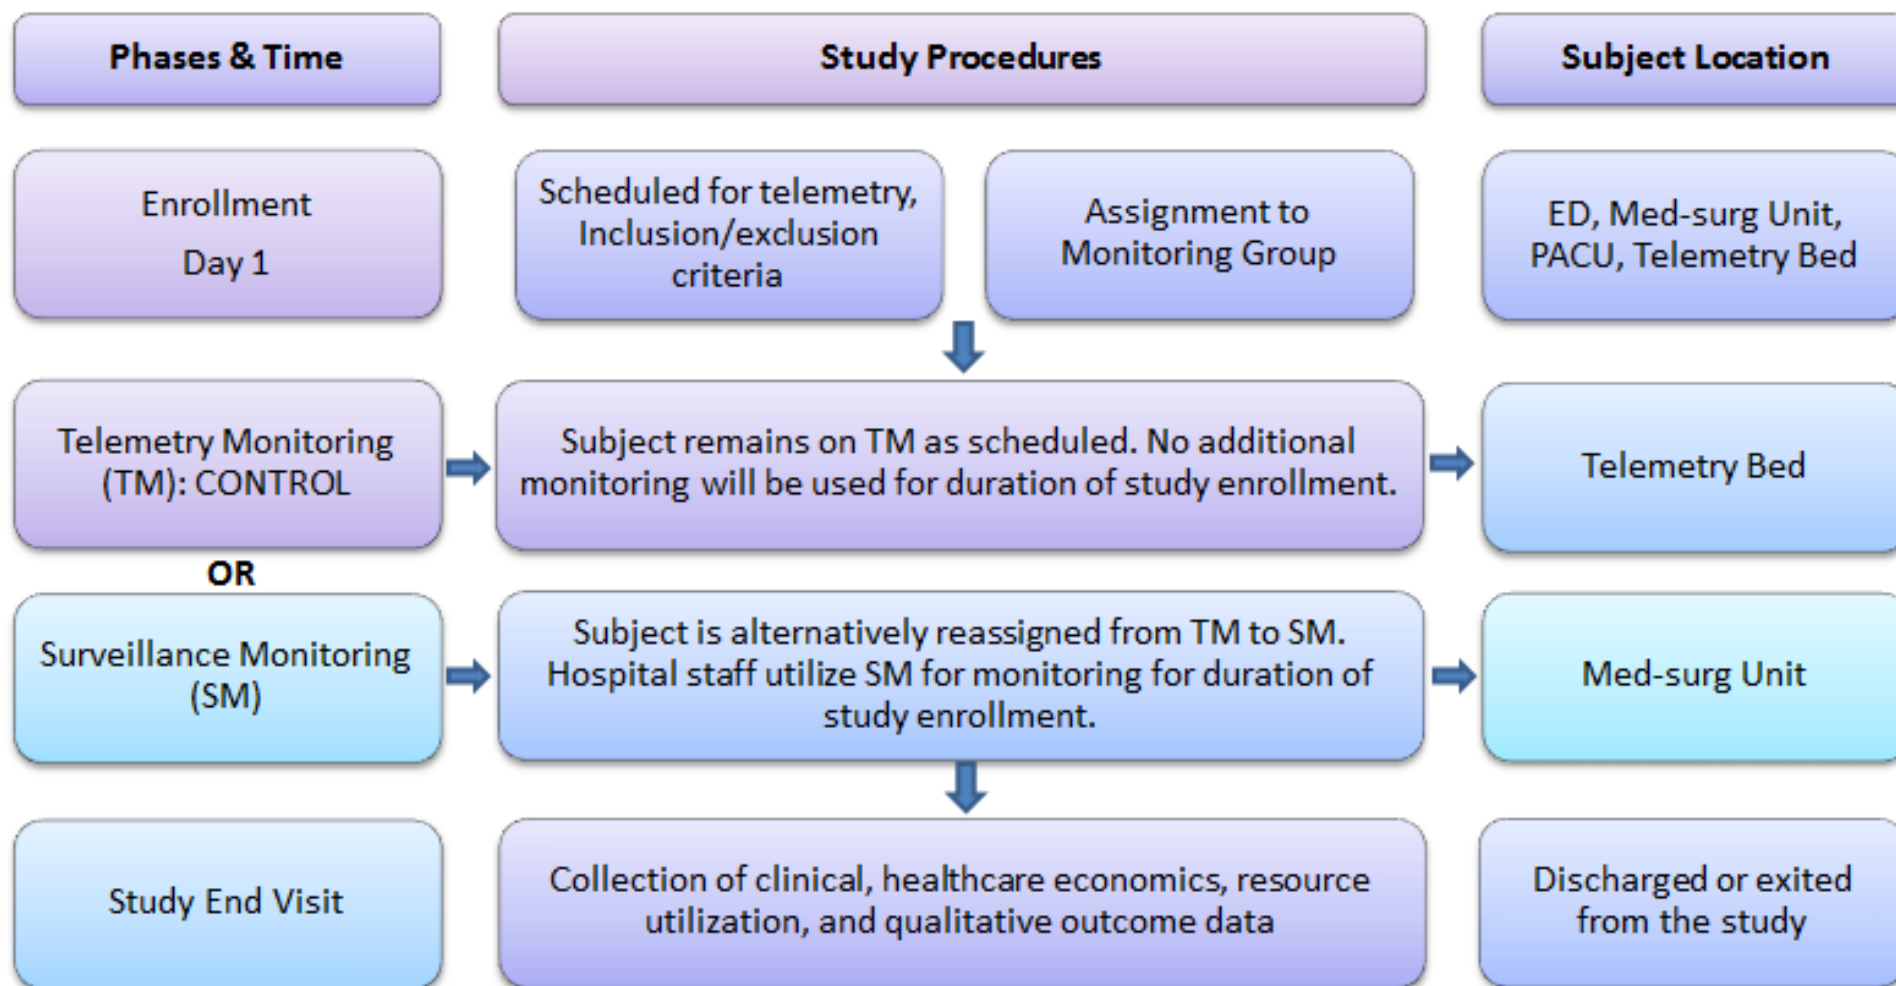 Phases & Time
Study Procedures
Subject Location
Enrollment
Day 1
Scheduled for telemetry,
Inclusion/exclusion
criteria
Assignment to
Monitoring Group
ED, Med-surg Unit,
PACU, Telemetry Bed
Telemetry Monitoring
(TM): CONTROL
Subject remains on TM as scheduled. No additional
monitoring will be used for duration of study enrollment.
Telemetry Bed
OR
Surveillance Monitoring
(SM)
Subject is alternatively reassigned from TM to SM.
Hospital staff utilize SM for monitoring for duration of
study enrollment.
Med-surg Unit
Study End Visit
Collection of clinical, healthcare economics, resource
utilization, and qualitative outcome data
Discharged or exited
from the study